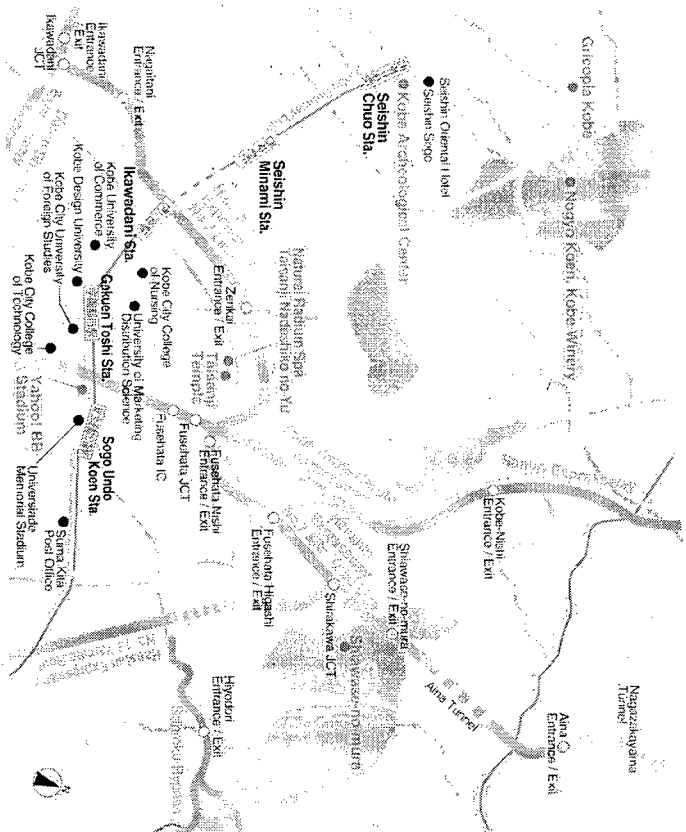 Nagazakayama
Tunnel
Aina
Entrance / Exit
Gricopia Kobe
Nogyo Koen, Kobe Winery
Sanyo Expressway
Kobe-Nishi
Entrance / Exit
Aina Tunnel
Seishin Oriental Hotel
Seishin Sogo
Kobe Archeological Center
Seishin
Chuo Sta.
Shiawase-no-mura
Entrance / Exit
Shiawase-no-mura
Shirakawa JCT
Natural Radium Spa
Taisanji Nadeshiko no Yu
Seishin
Minami Sta.
Fusehata Higashi
Entrance / Exit
Zenkai
Entrance / Exit
Taisanji
Temple
Fusehata Nishi
Entrance / Exit
Fusehata JCT
Fusehata IC
Hiyodori
Entrance / Exit
Kobe City College
of Nursing
University of Marketing
Distribution Science
Nagaitani
Entrance / Exit
Ikawadani Sta.
Kobe University
of Commerce
Gakuen Toshi Sta.
Sogo Undo
Koen Sta.
Kobe Design University
Kobe City University
of Foreign Studies
Kobe City College
of Technology
Yahoo! BB
Stadium
Universiade
Memorial Stadium
Suma Kita
Post Office
Ikawadani
Entrance
/ Exit
Ikawadani
JCT
N